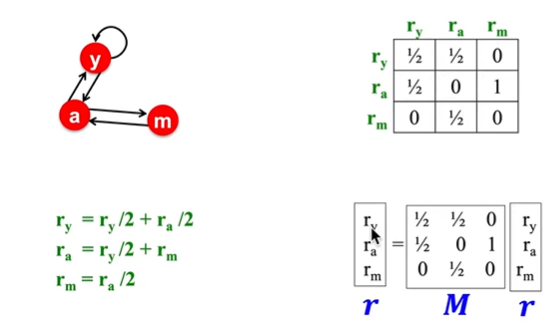 y
a
m
r_y r_a r_m
r_y ½ ½ 0
r_a ½ 0 1
r_m 0 ½ 0
r_y = r_y /2 + r_a /2
r_a = r_y /2 + r_m
r_m = r_a /2
r_y ½ ½ 0 r_y
r_a = ½ 0 1 r_a
r_m 0 ½ 0 r_m
r M r